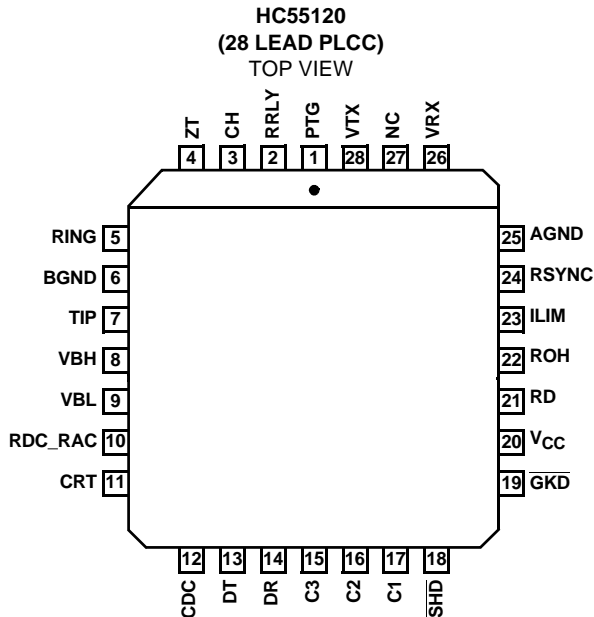 HC55120
(28 LEAD PLCC)
TOP VIEW
ZT CH RRLY PTG VTX NC VRX
4 3 2 1 28 27 26
RING 5
BGND 6
TIP 7
VBH 8
VBL 9
RDC_RAC 10
CRT 11
25 AGND
24 RSYNC
23 ILIM
22 ROH
21 RD
20 VCC
19 GKD
12 13 14 15 16 17 18
CDC DT DR C3 C2 C1 SHD